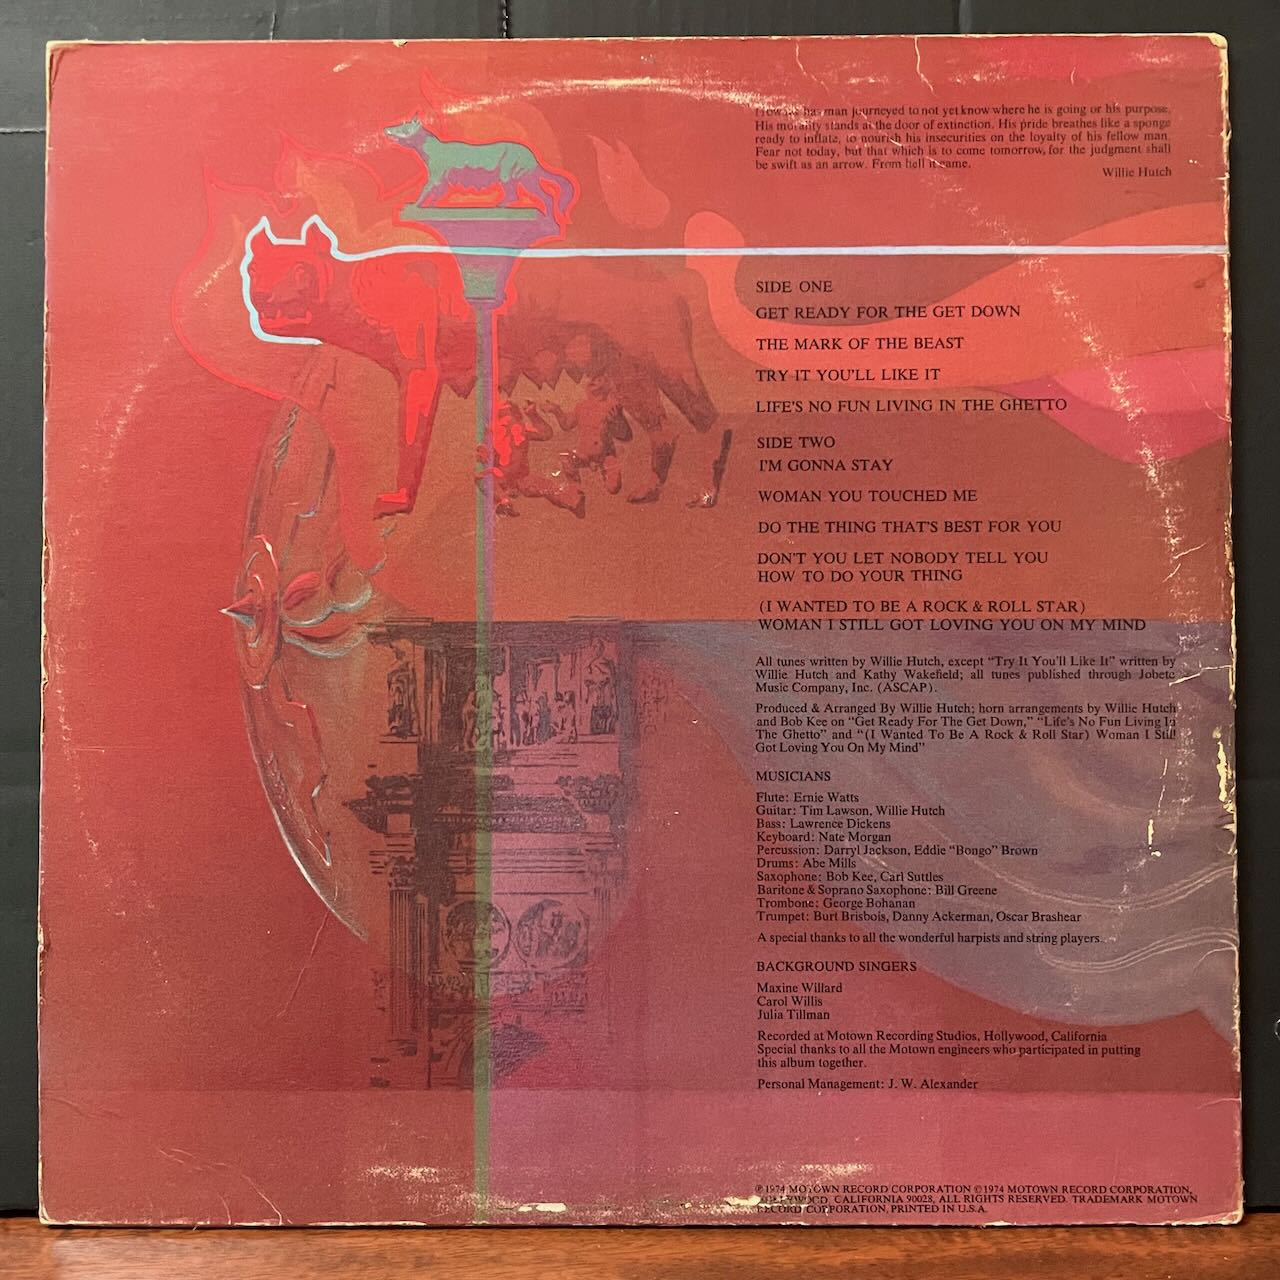 has man journeyed to not yet know where he is going or his purpose.
His morality stands at the door of extinction. His pride breathes like a sponge
ready to inflate, to nourish his insecurities on the loyalty of his fellow man.
Fear not today, but that which is to come tomorrow, for the judgment shall
be swift as an arrow. From hell it came.
Willie Hutch
SIDE ONE
GET READY FOR THE GET DOWN
THE MARK OF THE BEAST
TRY IT YOU'LL LIKE IT
LIFE'S NO FUN LIVING IN THE GHETTO
SIDE TWO
I'M GONNA STAY
WOMAN YOU TOUCHED ME
DO THE THING THAT'S BEST FOR YOU
DON'T YOU LET NOBODY TELL YOU
HOW TO DO YOUR THING
(I WANTED TO BE A ROCK & ROLL STAR)
WOMAN I STILL GOT LOVING YOU ON MY MIND
All tunes written by Willie Hutch, except "Try It You'll Like It" written by
Willie Hutch and Kathy Wakefield; all tunes published through Jobete
Music Company, Inc. (ASCAP).
Produced & Arranged By Willie Hutch; horn arrangements by Willie Hutch
and Bob Kee on "Get Ready For The Get Down," "Life's No Fun Living In
The Ghetto" and "(I Wanted To Be A Rock & Roll Star) Woman I Still
Got Loving You On My Mind"
MUSICIANS
Flute: Ernie Watts
Guitar: Tim Lawson, Willie Hutch
Bass: Lawrence Dickens
Keyboard: Nate Morgan
Percussion: Darryl Jackson, Eddie "Bongo" Brown
Drums: Abe Mills
Saxophone: Bob Kee, Carl Suttles
Baritone & Soprano Saxophone: Bill Greene
Trombone: George Bohanan
Trumpet: Burt Brisbois, Danny Ackerman, Oscar Brashear
A special thanks to all the wonderful harpists and string players.
BACKGROUND SINGERS
Maxine Willard
Carol Willis
Julia Tillman
Recorded at Motown Recording Studios, Hollywood, California
Special thanks to all the Motown engineers who participated in putting
this album together.
Personal Management: J. W. Alexander
℗ 1974 MOTOWN RECORD CORPORATION © 1974 MOTOWN RECORD CORPORATION,
HOLLYWOOD, CALIFORNIA 90028, ALL RIGHTS RESERVED. TRADEMARK MOTOWN
RECORD CORPORATION, PRINTED IN U.S.A.